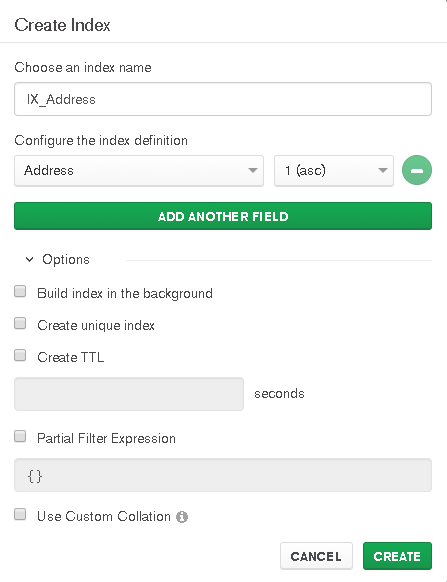 Create Index
Choose an index name
IX_Address
Configure the index definition
Address 1 (asc)
ADD ANOTHER FIELD
Options
Build index in the background
Create unique index
Create TTL
seconds
Partial Filter Expression
{}
Use Custom Collation i
CANCEL CREATE